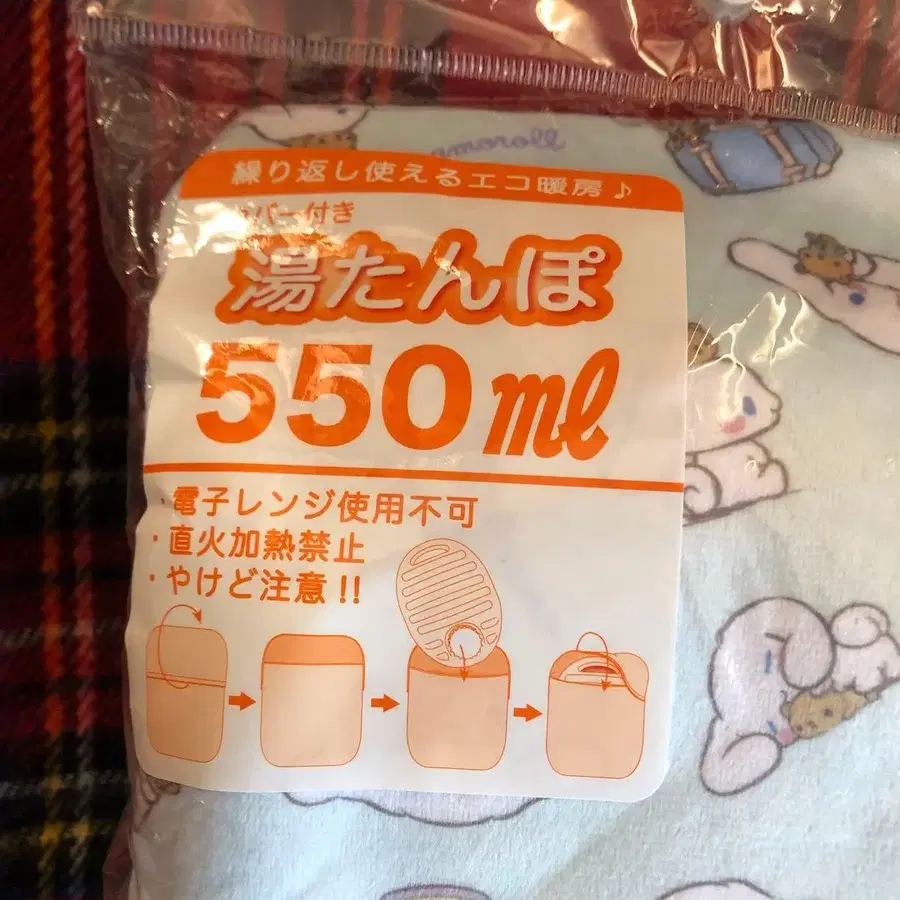 amoroll
繰り返し使えるエコ暖房♪
バー付き
湯たんぽ
550ml
・電子レンジ使用不可
・直火加熱禁止
・やけど注意!!